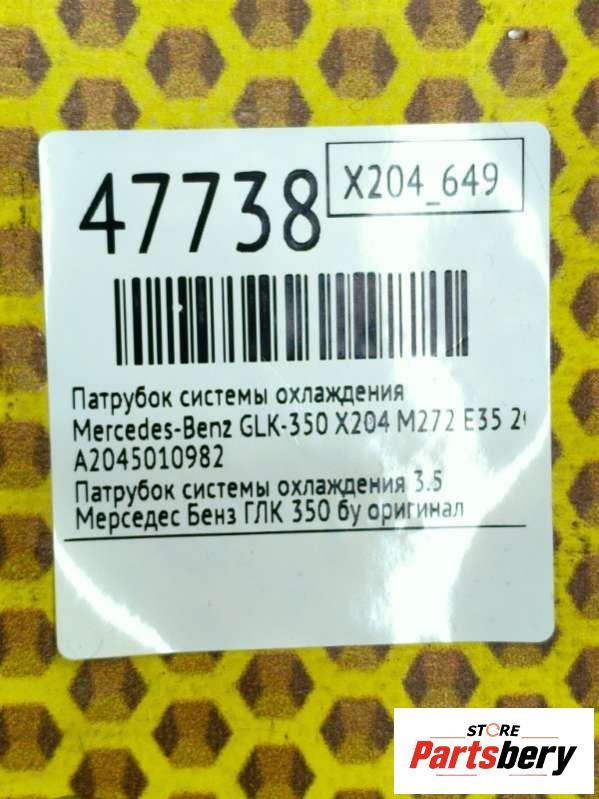 47738
X204_649
Патрубок системы охлаждения
Mercedes-Benz GLK-350 X204 M272 E35
A2045010982
Патрубок системы охлаждения 3.5
Мерседес Бенз ГЛК 350 бу оригинал
STORE
Partsbery